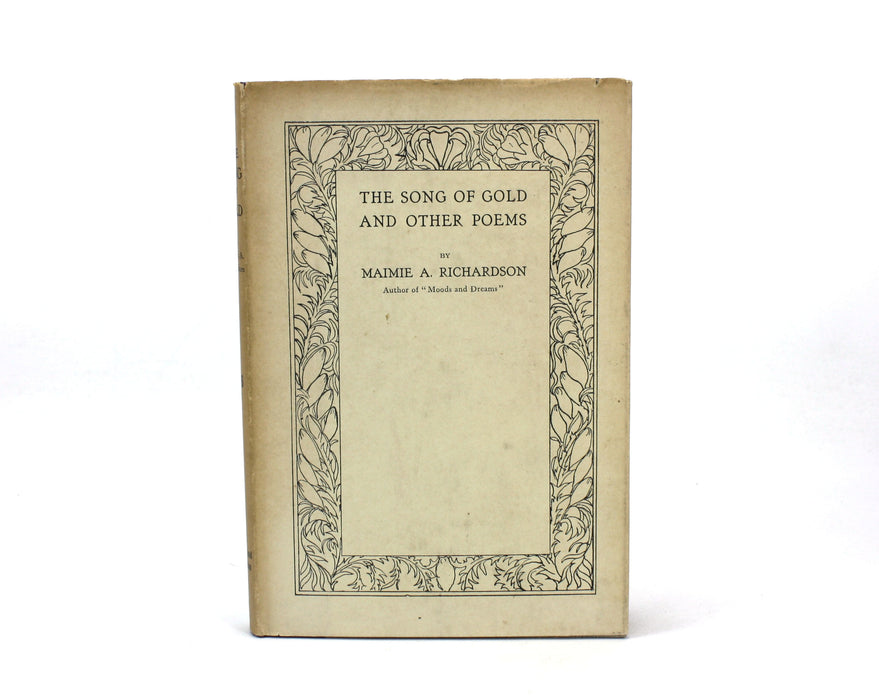 THE SONG OF GOLD
AND OTHER POEMS
BY
MAIMIE A. RICHARDSON
Author of "Moods and Dreams"